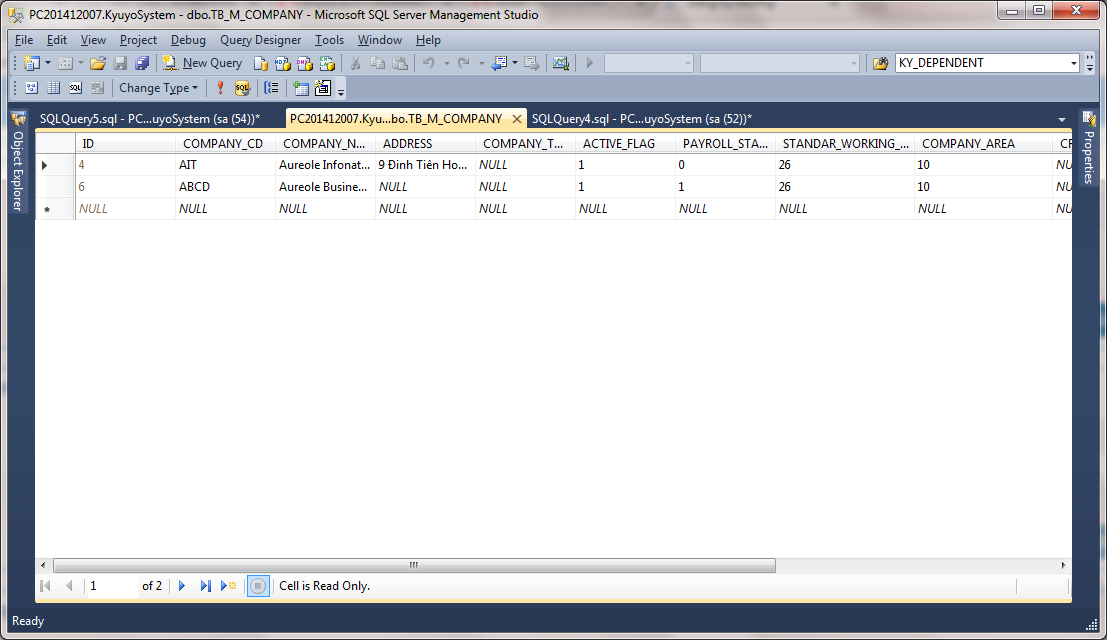 PC201412007.KyuyoSystem - dbo.TB_M_COMPANY - Microsoft SQL Server Management Studio
File Edit View Project Debug Query Designer Tools Window Help
New Query KY_DEPENDENT
Change Type
SQLQuery5.sql - PC...uyoSystem (sa (54))* PC201412007.Kyu...bo.TB_M_COMPANY SQLQuery4.sql - PC...uyoSystem (sa (52))*
Object Explorer
Properties
ID COMPANY_CD COMPANY_N... ADDRESS COMPANY_T... ACTIVE_FLAG PAYROLL_STA... STANDAR_WORKING_... COMPANY_AREA
4 AIT Aureole Infonat... 9 Đinh Tiên Ho... NULL 1 0 26 10 NU
6 ABCD Aureole Busine... NULL NULL 1 1 26 10 NU
NULL NULL NULL NULL NULL NULL NULL NULL NULL NU
1 of 2 Cell is Read Only.
Ready